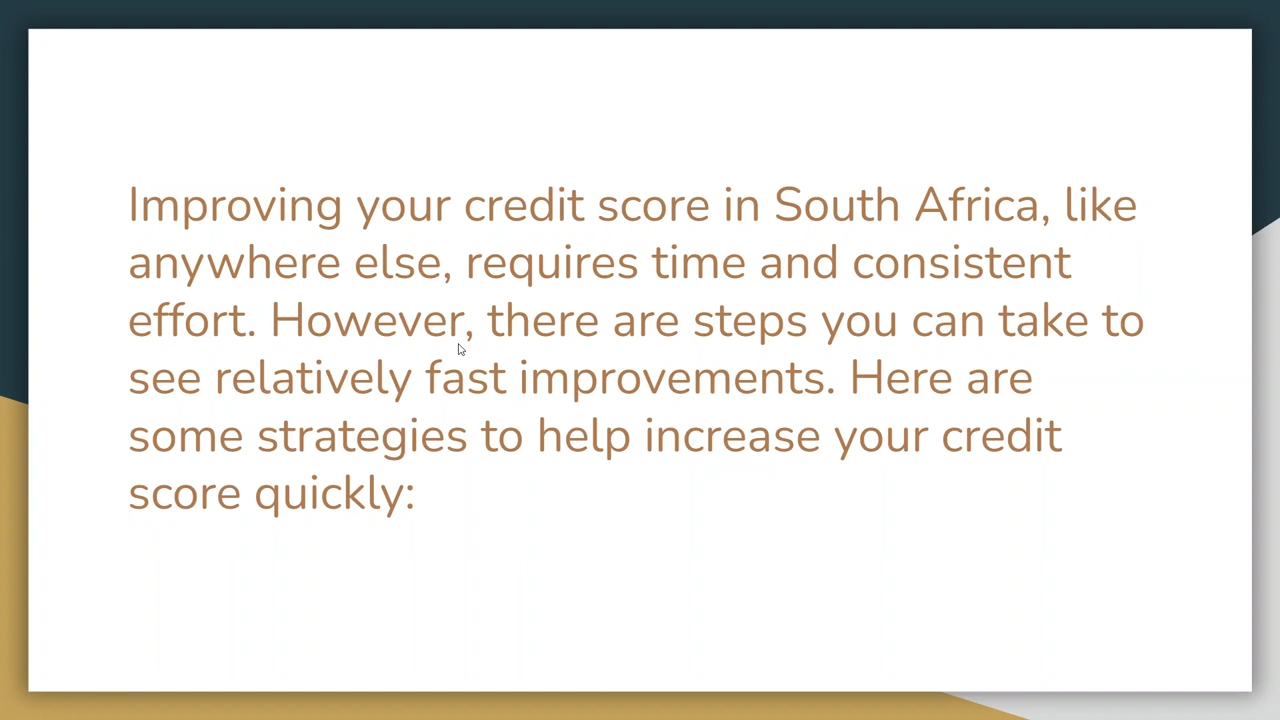 Improving your credit score in South Africa, like
anywhere else, requires time and consistent
effort. However, there are steps you can take to
see relatively fast improvements. Here are
some strategies to help increase your credit
score quickly: